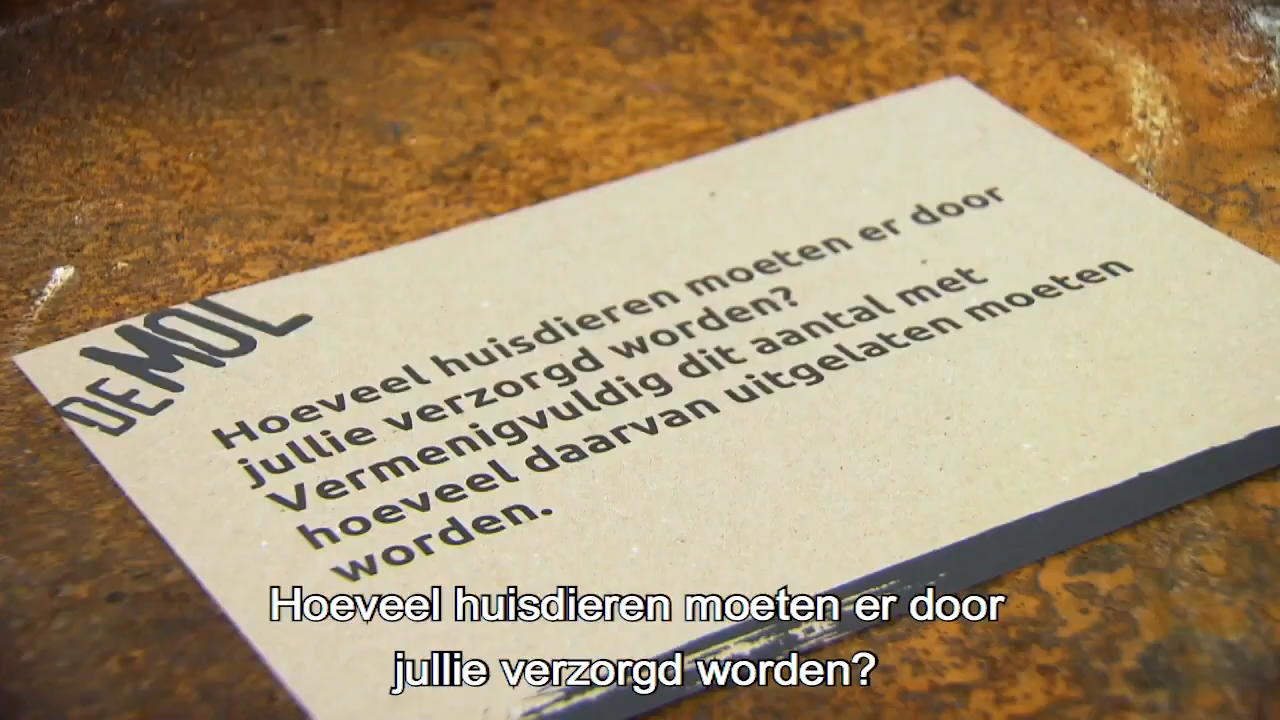 DE MOL
Hoeveel huisdieren moeten er door
jullie verzorgd worden?
Vermenigvuldig dit aantal met
hoeveel daarvan uitgelaten moeten
worden.
Hoeveel huisdieren moeten er door
jullie verzorgd worden?